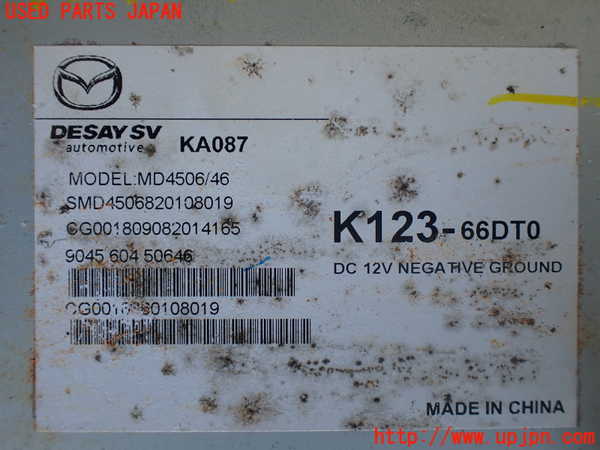 USED PARTS JAPAN
DESAY SV
automotive
KA087
MODEL:MD4506/46
SMD4506820108019
CG001809082014165
9045 604 50646
K123-66DT0
DC 12V NEGATIVE GROUND
MADE IN CHINA
http://www.upjpn.com/